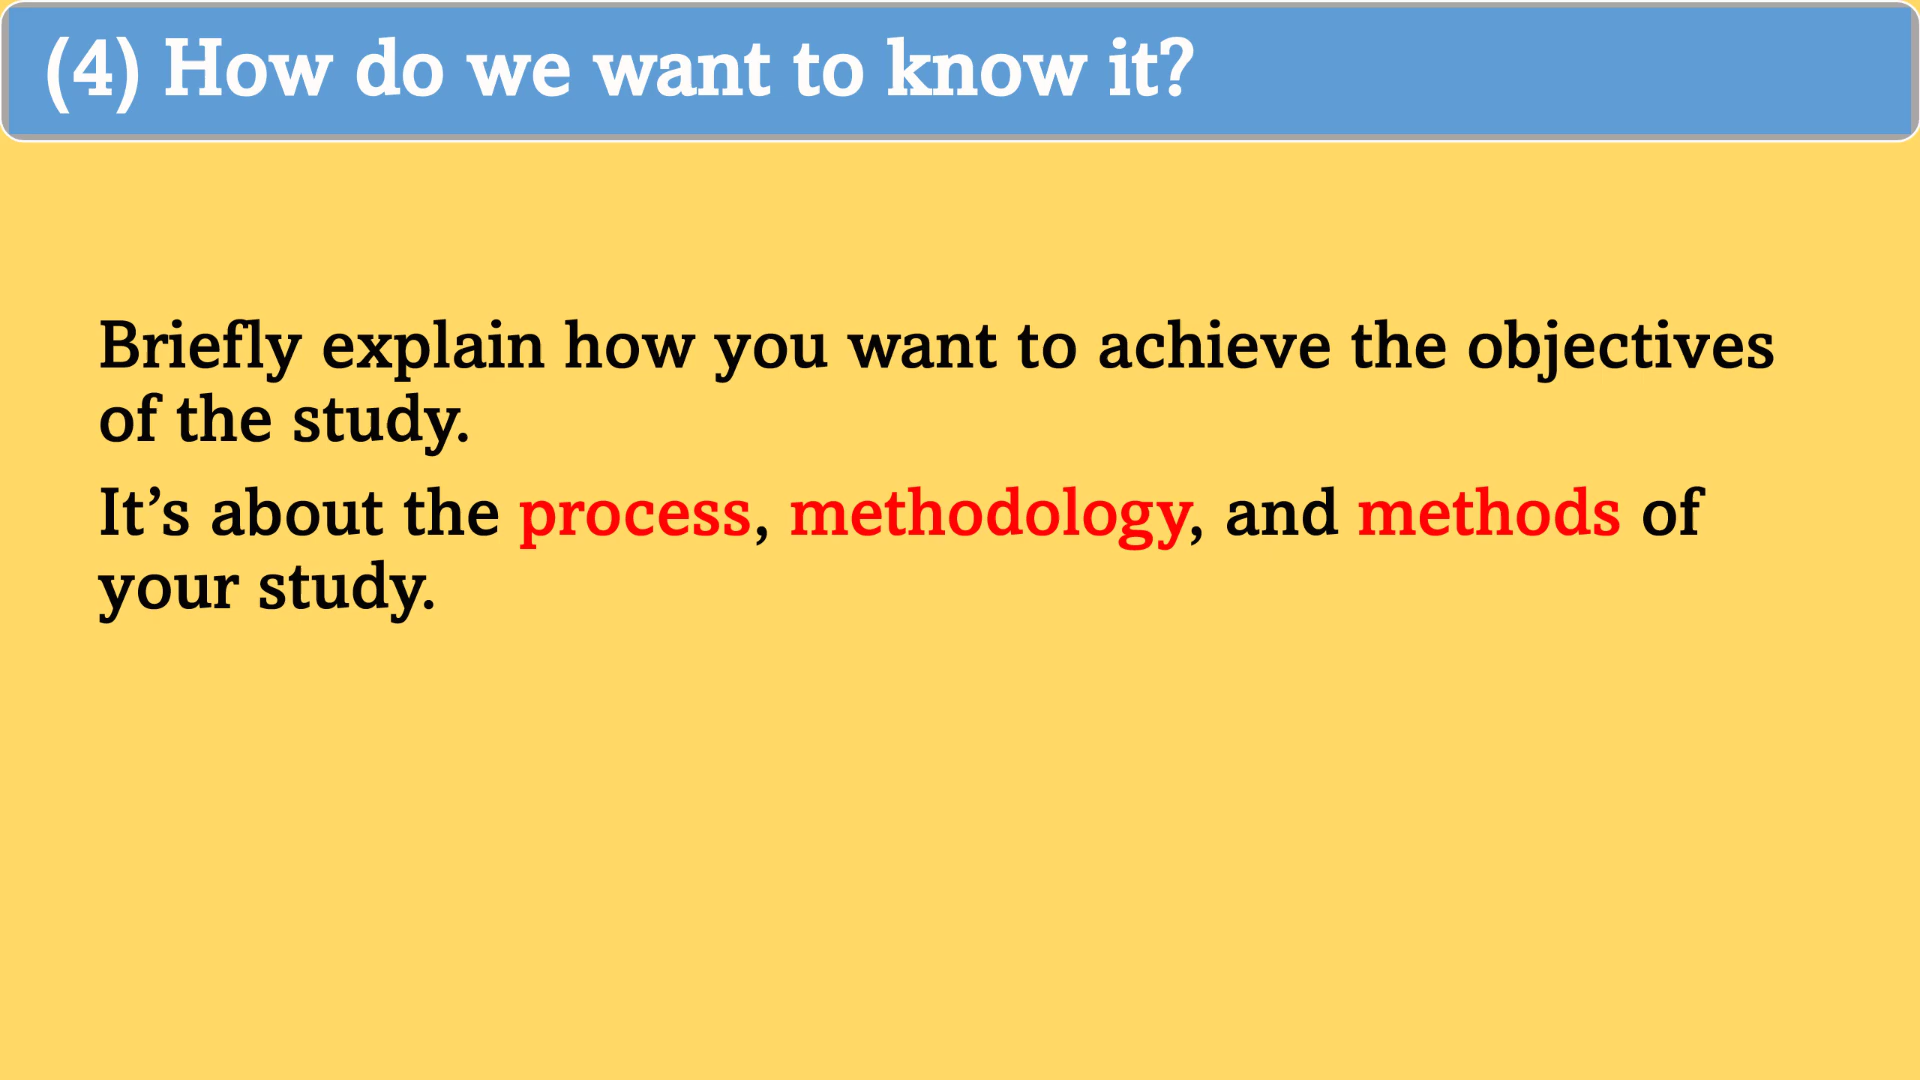 (4) How do we want to know it?
Briefly explain how you want to achieve the objectives
of the study.
It’s about the process, methodology, and methods of
your study.